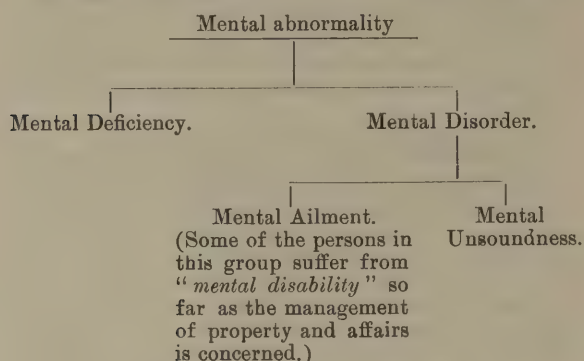 Mental abnormality
Mental Deficiency. Mental Disorder.
Mental Ailment. Mental
(Some of the persons in Unsoundness.
this group suffer from
"mental disability" so
far as the management
of property and affairs
is concerned.)